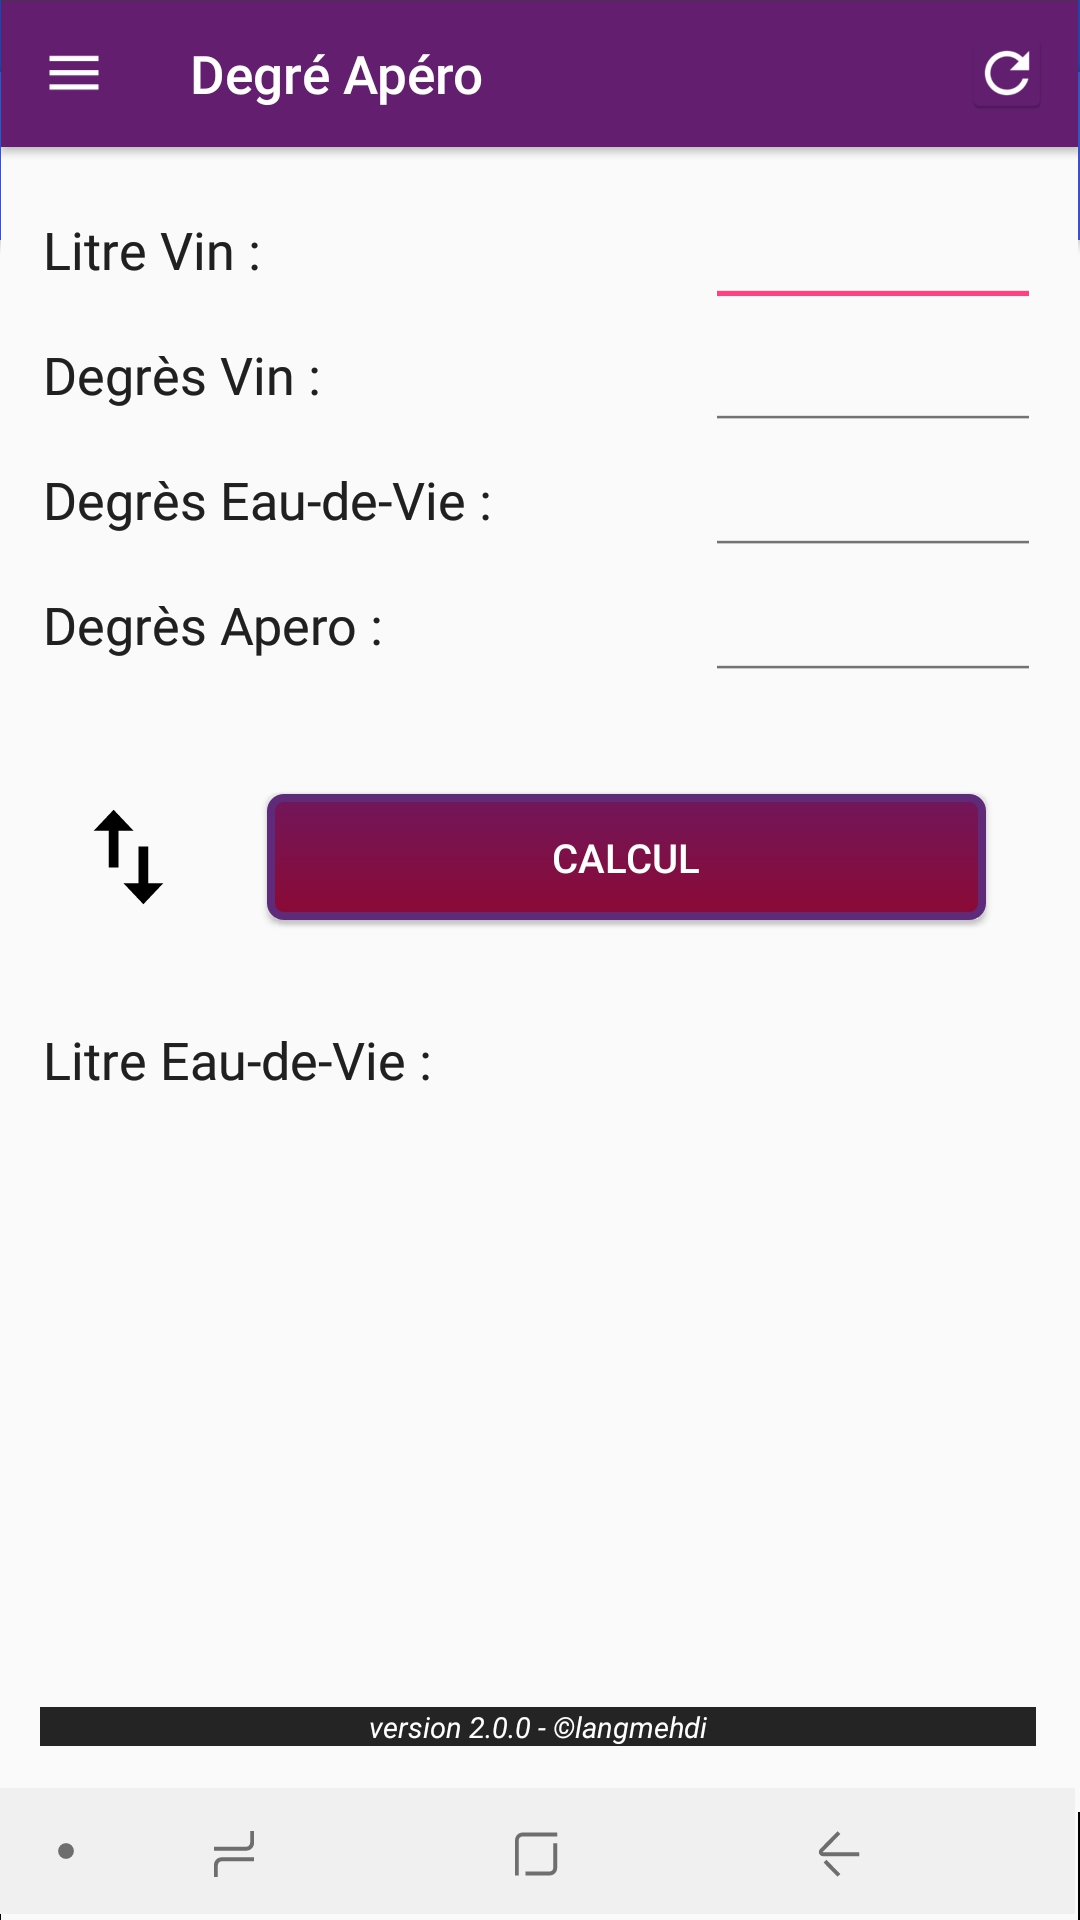 Degré Apéro
Litre Vin :
Degrès Vin :
Degrès Eau-de-Vie :
Degrès Apero :
CALCUL
Litre Eau-de-Vie :
version 2.0.0 - ©langmehdi